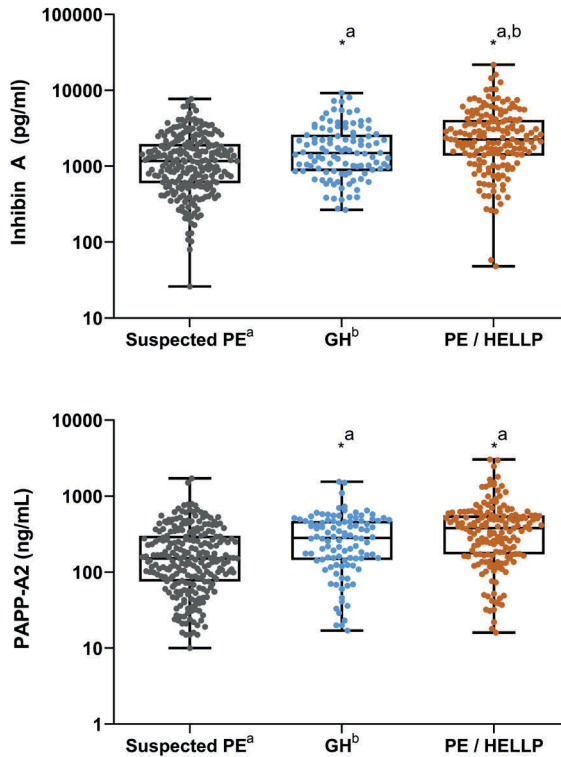 100000
10000
1000
100
10
Inhibin A (pg/ml)
*a
*a,b
Suspected PEa
GHb
PE / HELLP
10000
1000
100
10
1
PAPP-A2 (ng/mL)
*a
*a
Suspected PEa
GHb
PE / HELLP